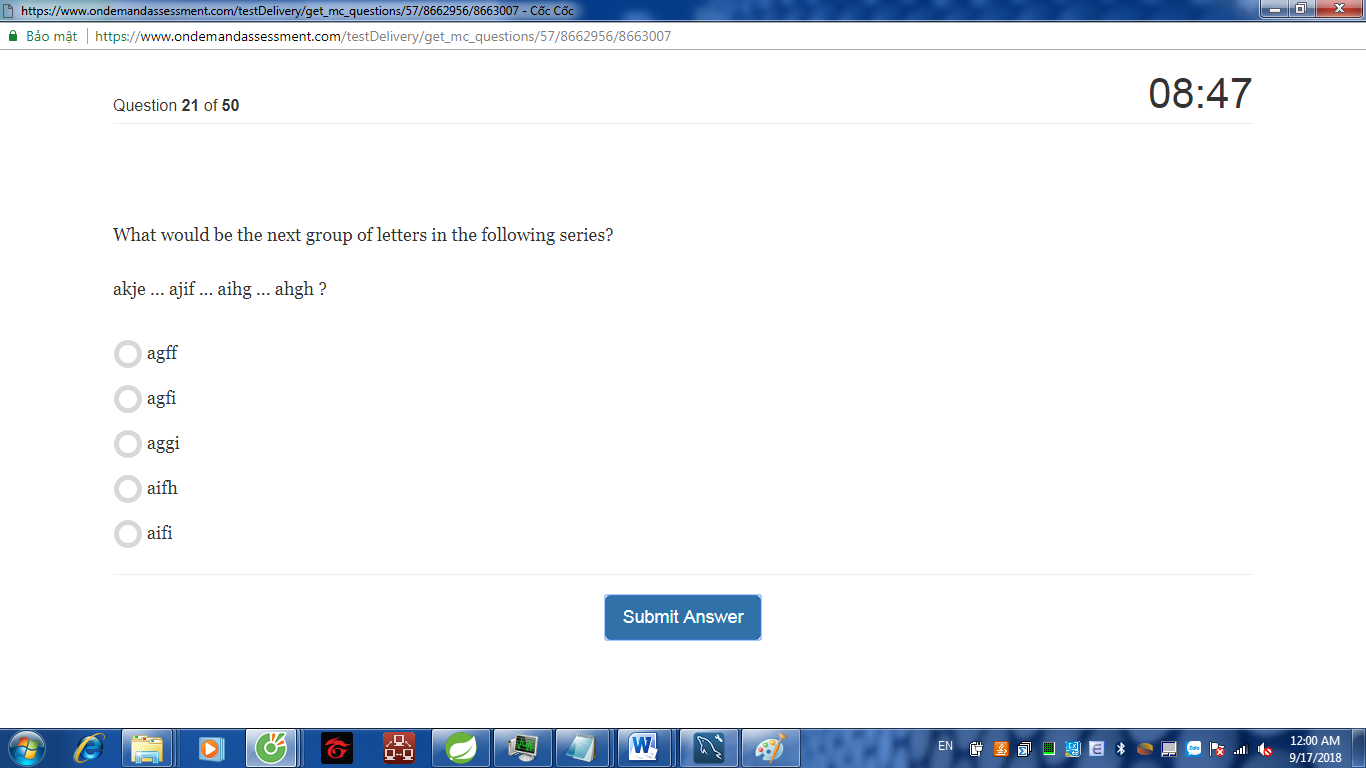 https://www.ondemandassessment.com/testDelivery/get_mc_questions/57/8662956/8663007 - Cốc Cốc
Bảo mật https://www.ondemandassessment.com/testDelivery/get_mc_questions/57/8662956/8663007
08:47
Question 21 of 50
What would be the next group of letters in the following series?
akje ... ajif ... aihg ... ahgh ?
agff
agfi
aggi
aifh
aifi
Submit Answer
EN
12:00 AM
9/17/2018